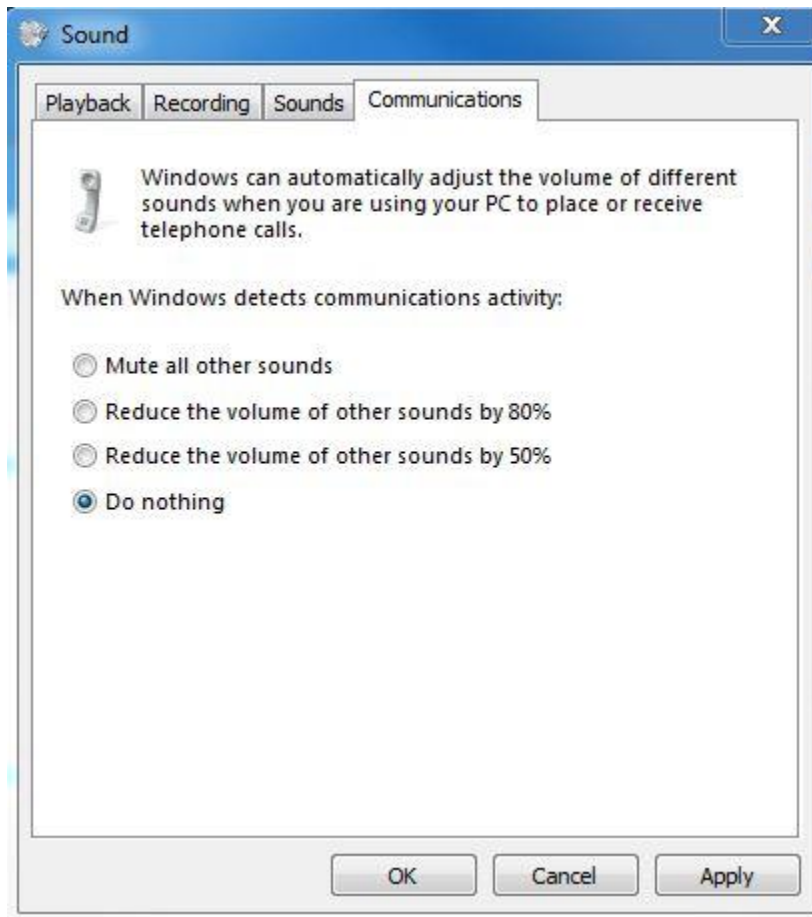 Sound
X
Playback Recording Sounds Communications
Windows can automatically adjust the volume of different
sounds when you are using your PC to place or receive
telephone calls.
When Windows detects communications activity:
Mute all other sounds
Reduce the volume of other sounds by 80%
Reduce the volume of other sounds by 50%
Do nothing
OK Cancel Apply